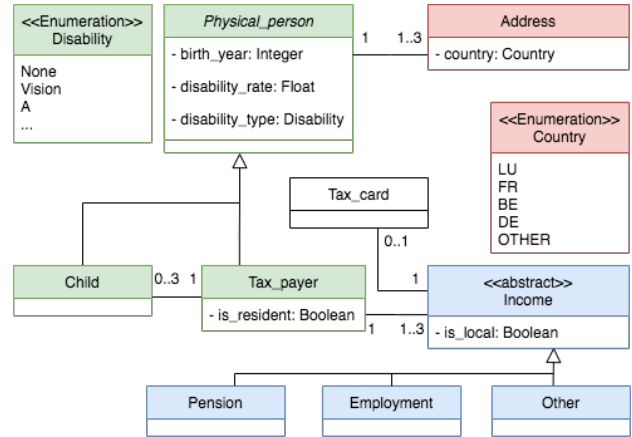 <<Enumeration>>
Disability
None
Vision
A
...
Physical_person
- birth_year: Integer
- disability_rate: Float
- disability_type: Disability
1
1..3
Address
- country: Country
<<Enumeration>>
Country
LU
FR
BE
DE
OTHER
Tax_card
0..1
1
Child
0..3
1
Tax_payer
- is_resident: Boolean
1
1..3
<<abstract>>
Income
- is_local: Boolean
Pension
Employment
Other